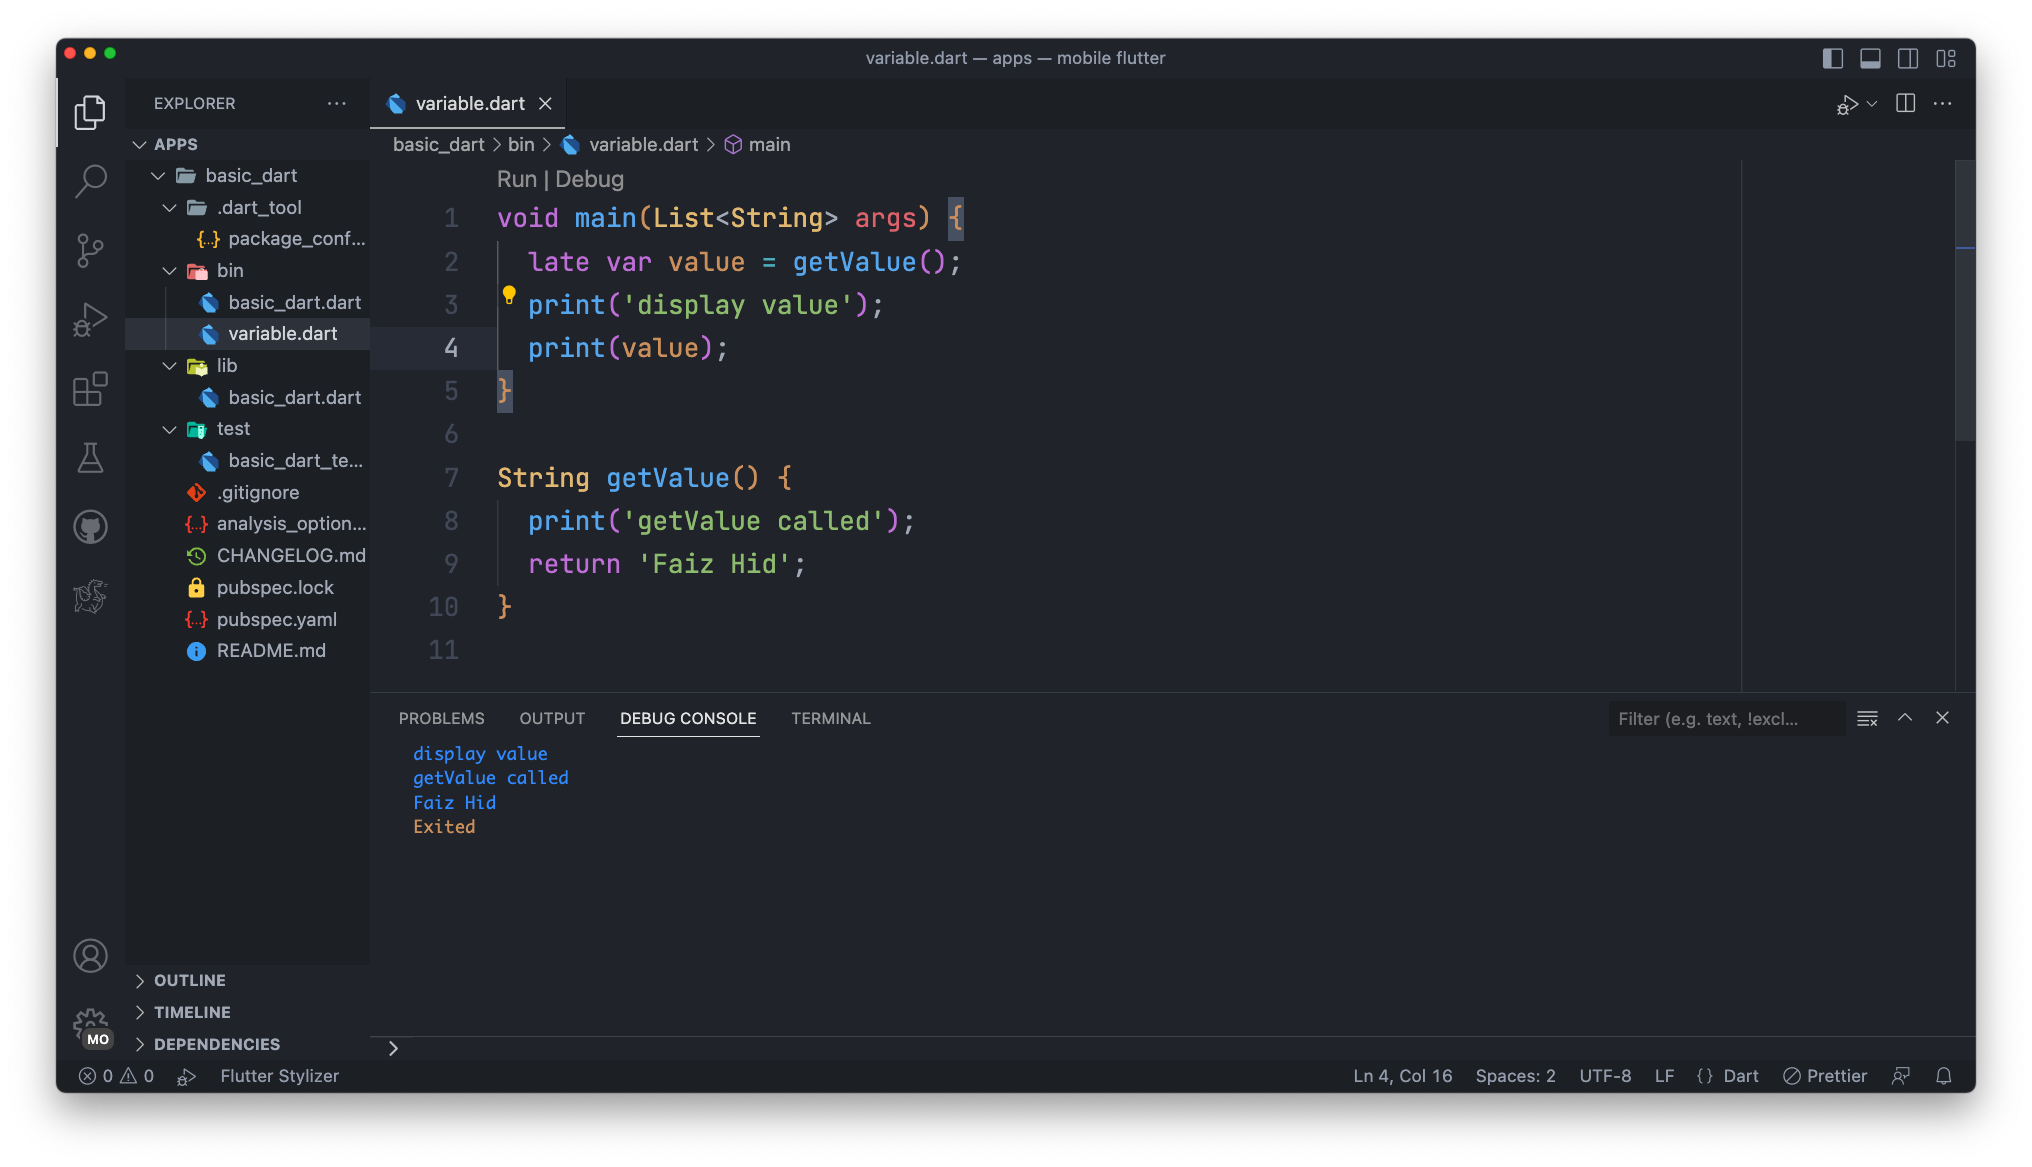 variable.dart — apps — mobile flutter
EXPLORER
APPS
basic_dart
.dart_tool
package_conf...
bin
basic_dart.dart
variable.dart
lib
basic_dart.dart
test
basic_dart_te...
.gitignore
analysis_option...
CHANGELOG.md
pubspec.lock
pubspec.yaml
README.md
OUTLINE
TIMELINE
DEPENDENCIES
MO
variable.dart
basic_dart > bin > variable.dart > main
Run | Debug
1 void main(List<String> args) {
2 late var value = getValue();
3 print('display value');
4 print(value);
5 }
6
7 String getValue() {
8 print('getValue called');
9 return 'Faiz Hid';
10 }
11
PROBLEMS OUTPUT DEBUG CONSOLE TERMINAL Filter (e.g. text, !excl...
display value
getValue called
Faiz Hid
Exited
>
0 0 Flutter Stylizer Ln 4, Col 16 Spaces: 2 UTF-8 LF {} Dart Prettier